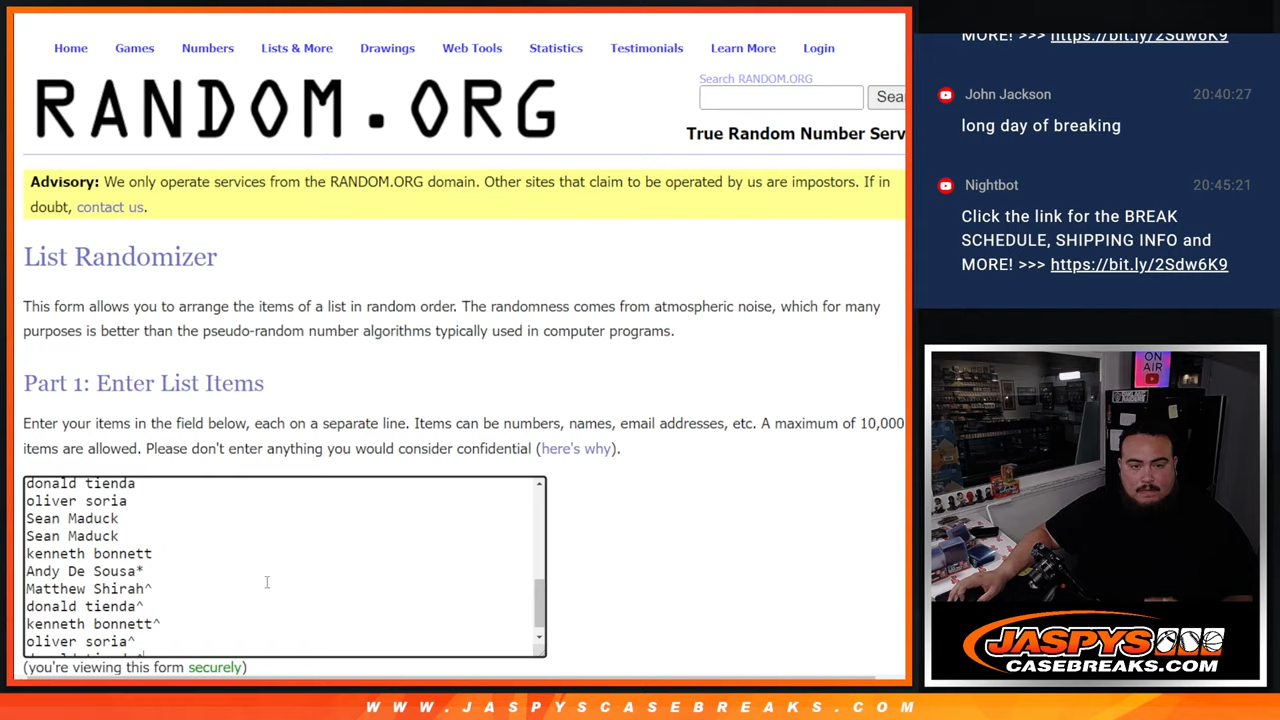 Home Games Numbers Lists & More Drawings Web Tools Statistics Testimonials Learn More Login
RANDOM.ORG
Search RANDOM.ORG
Sea
True Random Number Serv
Advisory: We only operate services from the RANDOM.ORG domain. Other sites that claim to be operated by us are impostors. If in
doubt, contact us.
List Randomizer
This form allows you to arrange the items of a list in random order. The randomness comes from atmospheric noise, which for many
purposes is better than the pseudo-random number algorithms typically used in computer programs.
Part 1: Enter List Items
Enter your items in the field below, each on a separate line. Items can be numbers, names, email addresses, etc. A maximum of 10,000
items are allowed. Please don't enter anything you would consider confidential (here's why).
donald tienda
oliver soria
Sean Maduck
Sean Maduck
kenneth bonnett
Andy De Sousa*
Matthew Shirah^
donald tienda^
kenneth bonnett^
oliver soria^
(you're viewing this form securely)
MORE! >>> https://bit.ly/2Sdw6K9
John Jackson 20:40:27
long day of breaking
Nightbot 20:45:21
Click the link for the BREAK
SCHEDULE, SHIPPING INFO and
MORE! >>> https://bit.ly/2Sdw6K9
ON
AIR
JASPYS
CASEBREAKS.COM
WWW.JASPYSCASEBREAKS.COM